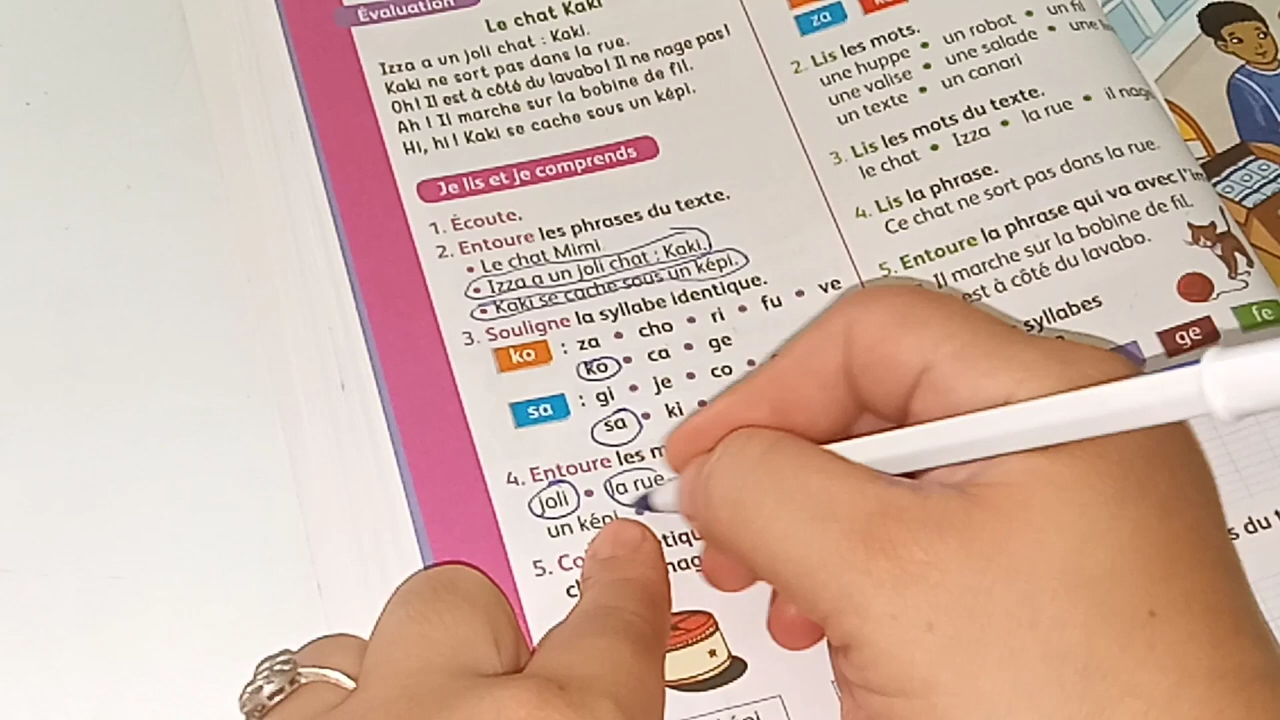 Évaluation
Le chat Kaki
Izza a un joli chat : Kaki.
Kaki ne sort pas dans la rue.
Oh! Il est à côté du lavabo! Il ne nage pas!
Ah ! Il marche sur la bobine de fil.
Hi, hi ! Kaki se cache sous un képi.
Je lis et je comprends
1. Écoute.
2. Entoure les phrases du texte.
• Le chat Mimi
• Izza a un joli chat : Kaki.
• Kaki se cache sous un képi.
3. Souligne la syllabe identique.
ko : za • cho • ri • fu • ve
ko • ca • ge
sa : gi • je • co •
sa • ki •
4. Entoure les m
joli • la rue
un képi
5. Co
za
2. Lis les mots.
une huppe • un robot • un fil
une valise • une salade • une
un texte • un canari
3. Lis les mots du texte.
le chat • Izza • la rue • il nage
4. Lis la phrase.
Ce chat ne sort pas dans la rue.
5. Entoure la phrase qui va avec l'im
Il marche sur la bobine de fil.
est à côté du lavabo.
syllabes
ge
fe
s du t